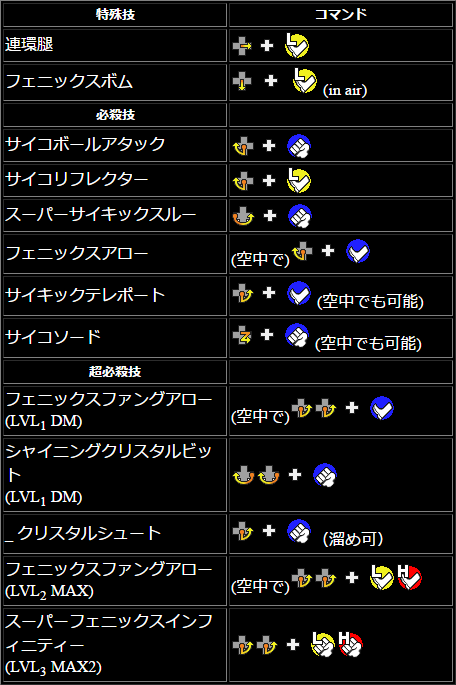 特殊技 コマンド
連環腿 + L
フェニックスボム + L (in air)
必殺技
サイコボールアタック +
サイコリフレクター + L
スーパーサイキックスルー +
フェニックスアロー (空中で) +
サイキックテレポート + (空中でも可能)
サイコソード + (空中でも可能)
超必殺技
フェニックスファングアロー
(LVL1 DM) (空中で) +
シャイニングクリスタルビッ
ト
(LVL1 DM) +
_ クリスタルシュート + (溜め可)
フェニックスファングアロー
(LVL2 MAX) (空中で) + L H
スーパーフェニックスインフ
ィニティー
(LVL3 MAX2) + L H